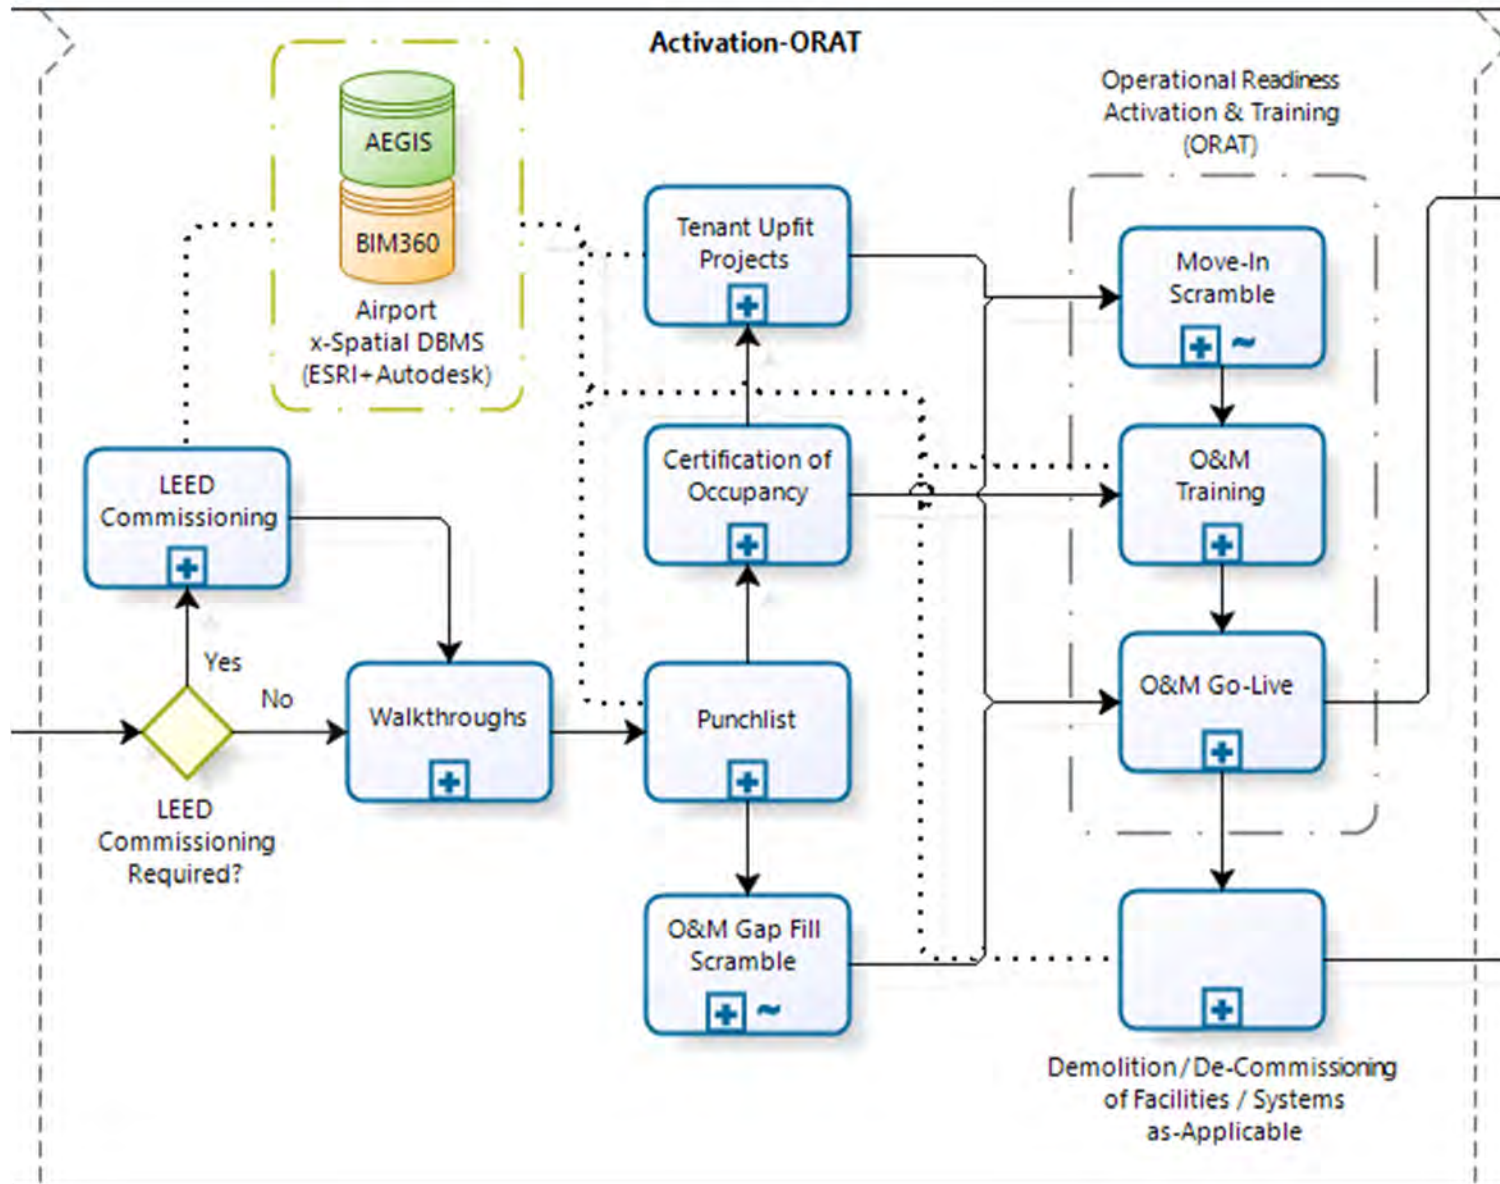 Activation-ORAT
AEGIS
BIM360
Airport
x-Spatial DBMS
(ESRI+Autodesk)
Operational Readiness
Activation & Training
(ORAT)
Tenant Upfit
Projects
Move-In
Scramble
~
LEED
Commissioning
Certification of
Occupancy
O&M
Training
Yes
No
LEED
Commissioning
Required?
Walkthroughs
Punchlist
O&M Go-Live
O&M Gap Fill
Scramble
~
Demolition / De-Commissioning
of Facilities / Systems
as-Applicable